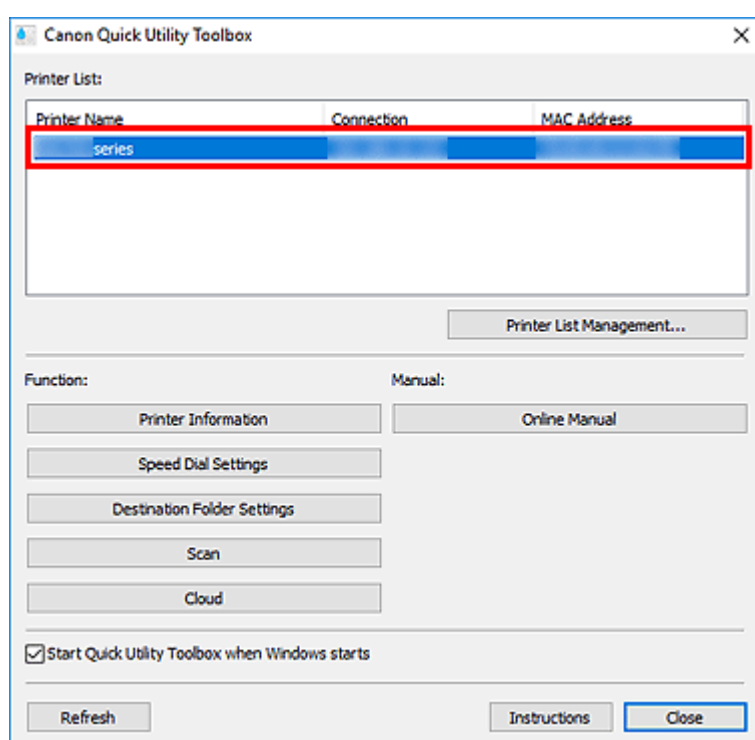 Canon Quick Utility Toolbox
Printer List:
Printer Name Connection MAC Address
series
Printer List Management...
Function: Manual:
Printer Information Online Manual
Speed Dial Settings
Destination Folder Settings
Scan
Cloud
Start Quick Utility Toolbox when Windows starts
Refresh Instructions Close